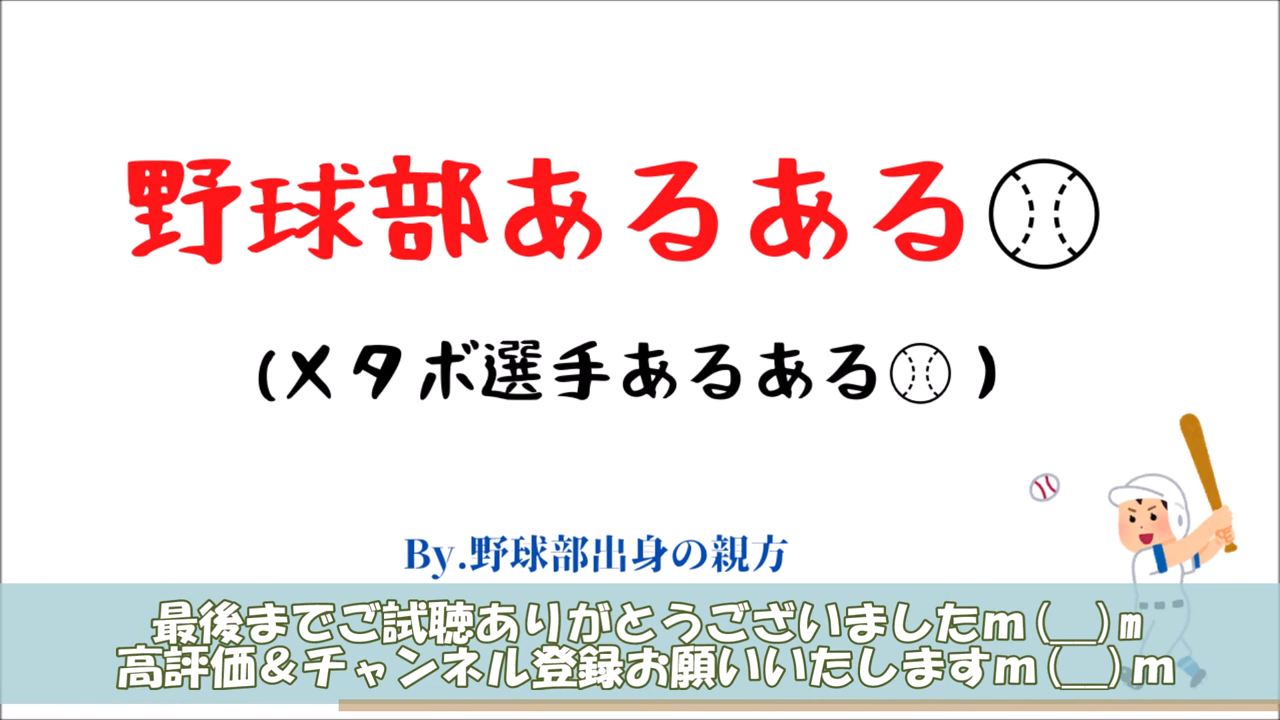 野球部あるある
(メタボ選手あるある)
By.野球部出身の親方
最後までご試聴ありがとうございましたm(__)m
高評価&チャンネル登録お願いいたしますm(__)m